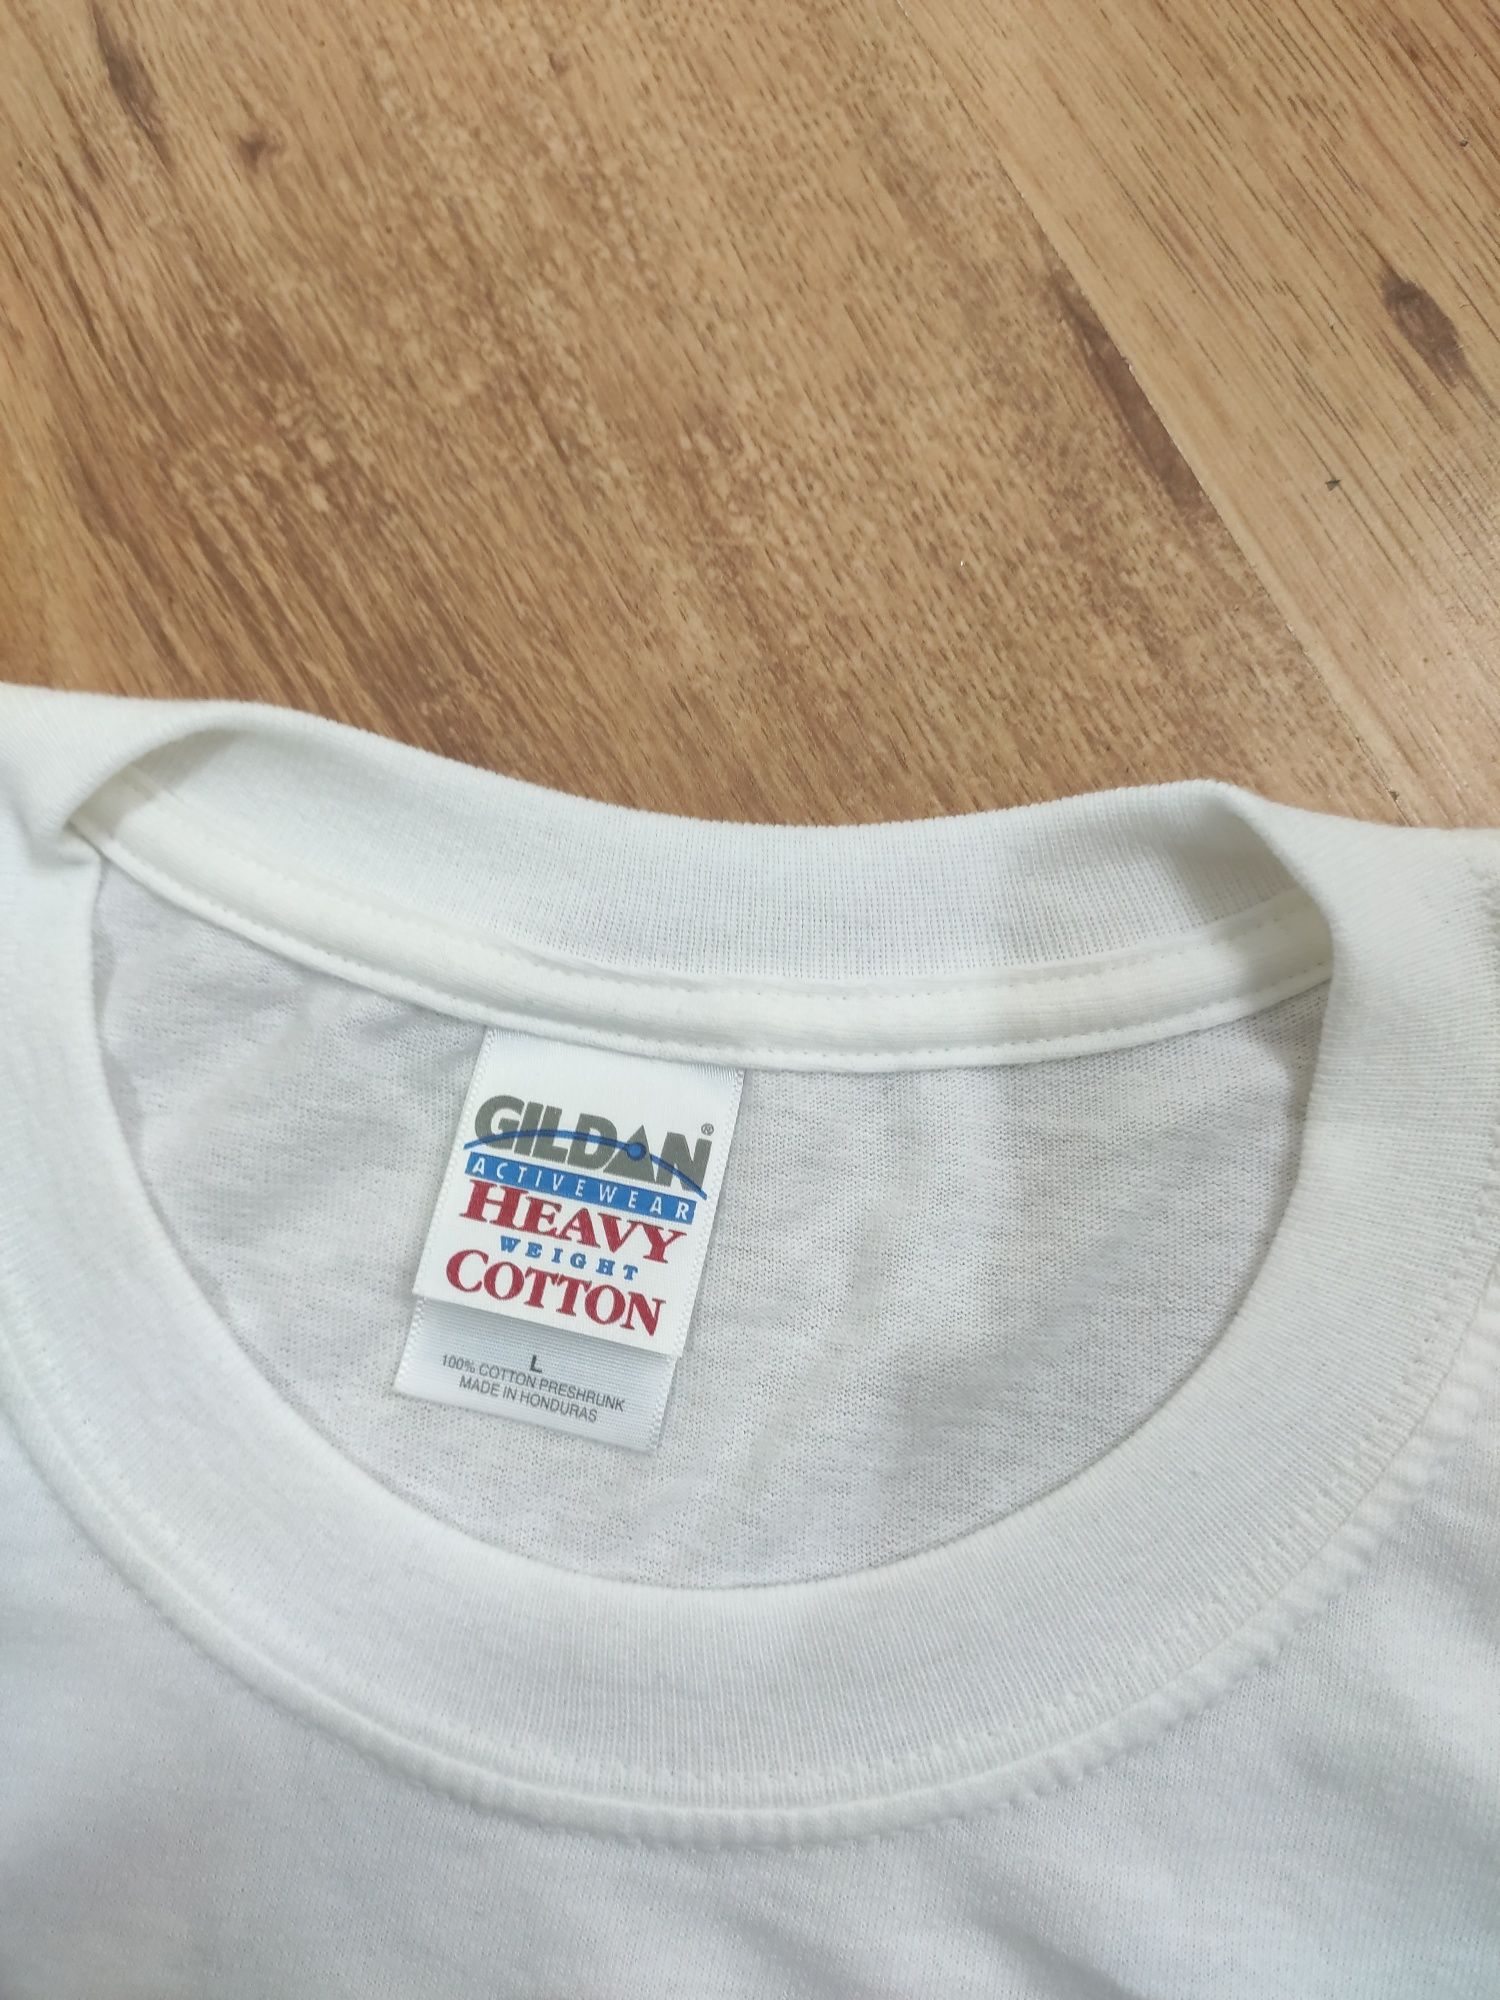 GILDAN®
ACTIVEWEAR
HEAVY
WEIGHT
COTTON
L
100% COTTON PRESHRUNK
MADE IN HONDURAS